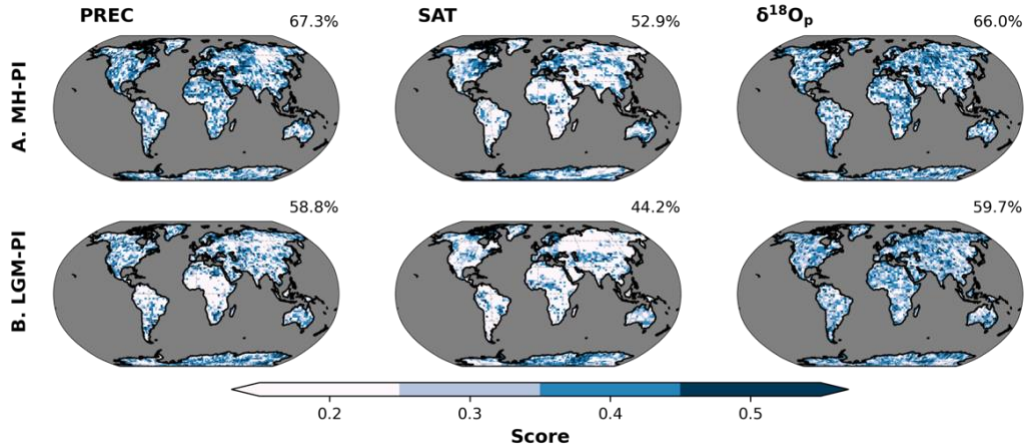 PREC SAT δ¹⁸Oₚ
67.3% 52.9% 66.0%
A. MH-PI
58.8% 44.2% 59.7%
B. LGM-PI
0.2 0.3 0.4 0.5
Score